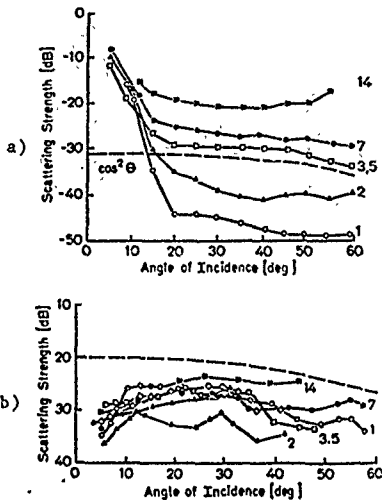 a)
Scattering Strength [dB]
0
-10
-20
-30
-40
-50
14
7
3,5
2
1
cos²Θ
0 10 20 30 40 50 60
Angle of Incidence [deg]
b)
Scattering Strength [dB]
10
20
30
40
14
7
1
3.5
2
0 10 20 30 40 50 60
Angle of Incidence [deg]